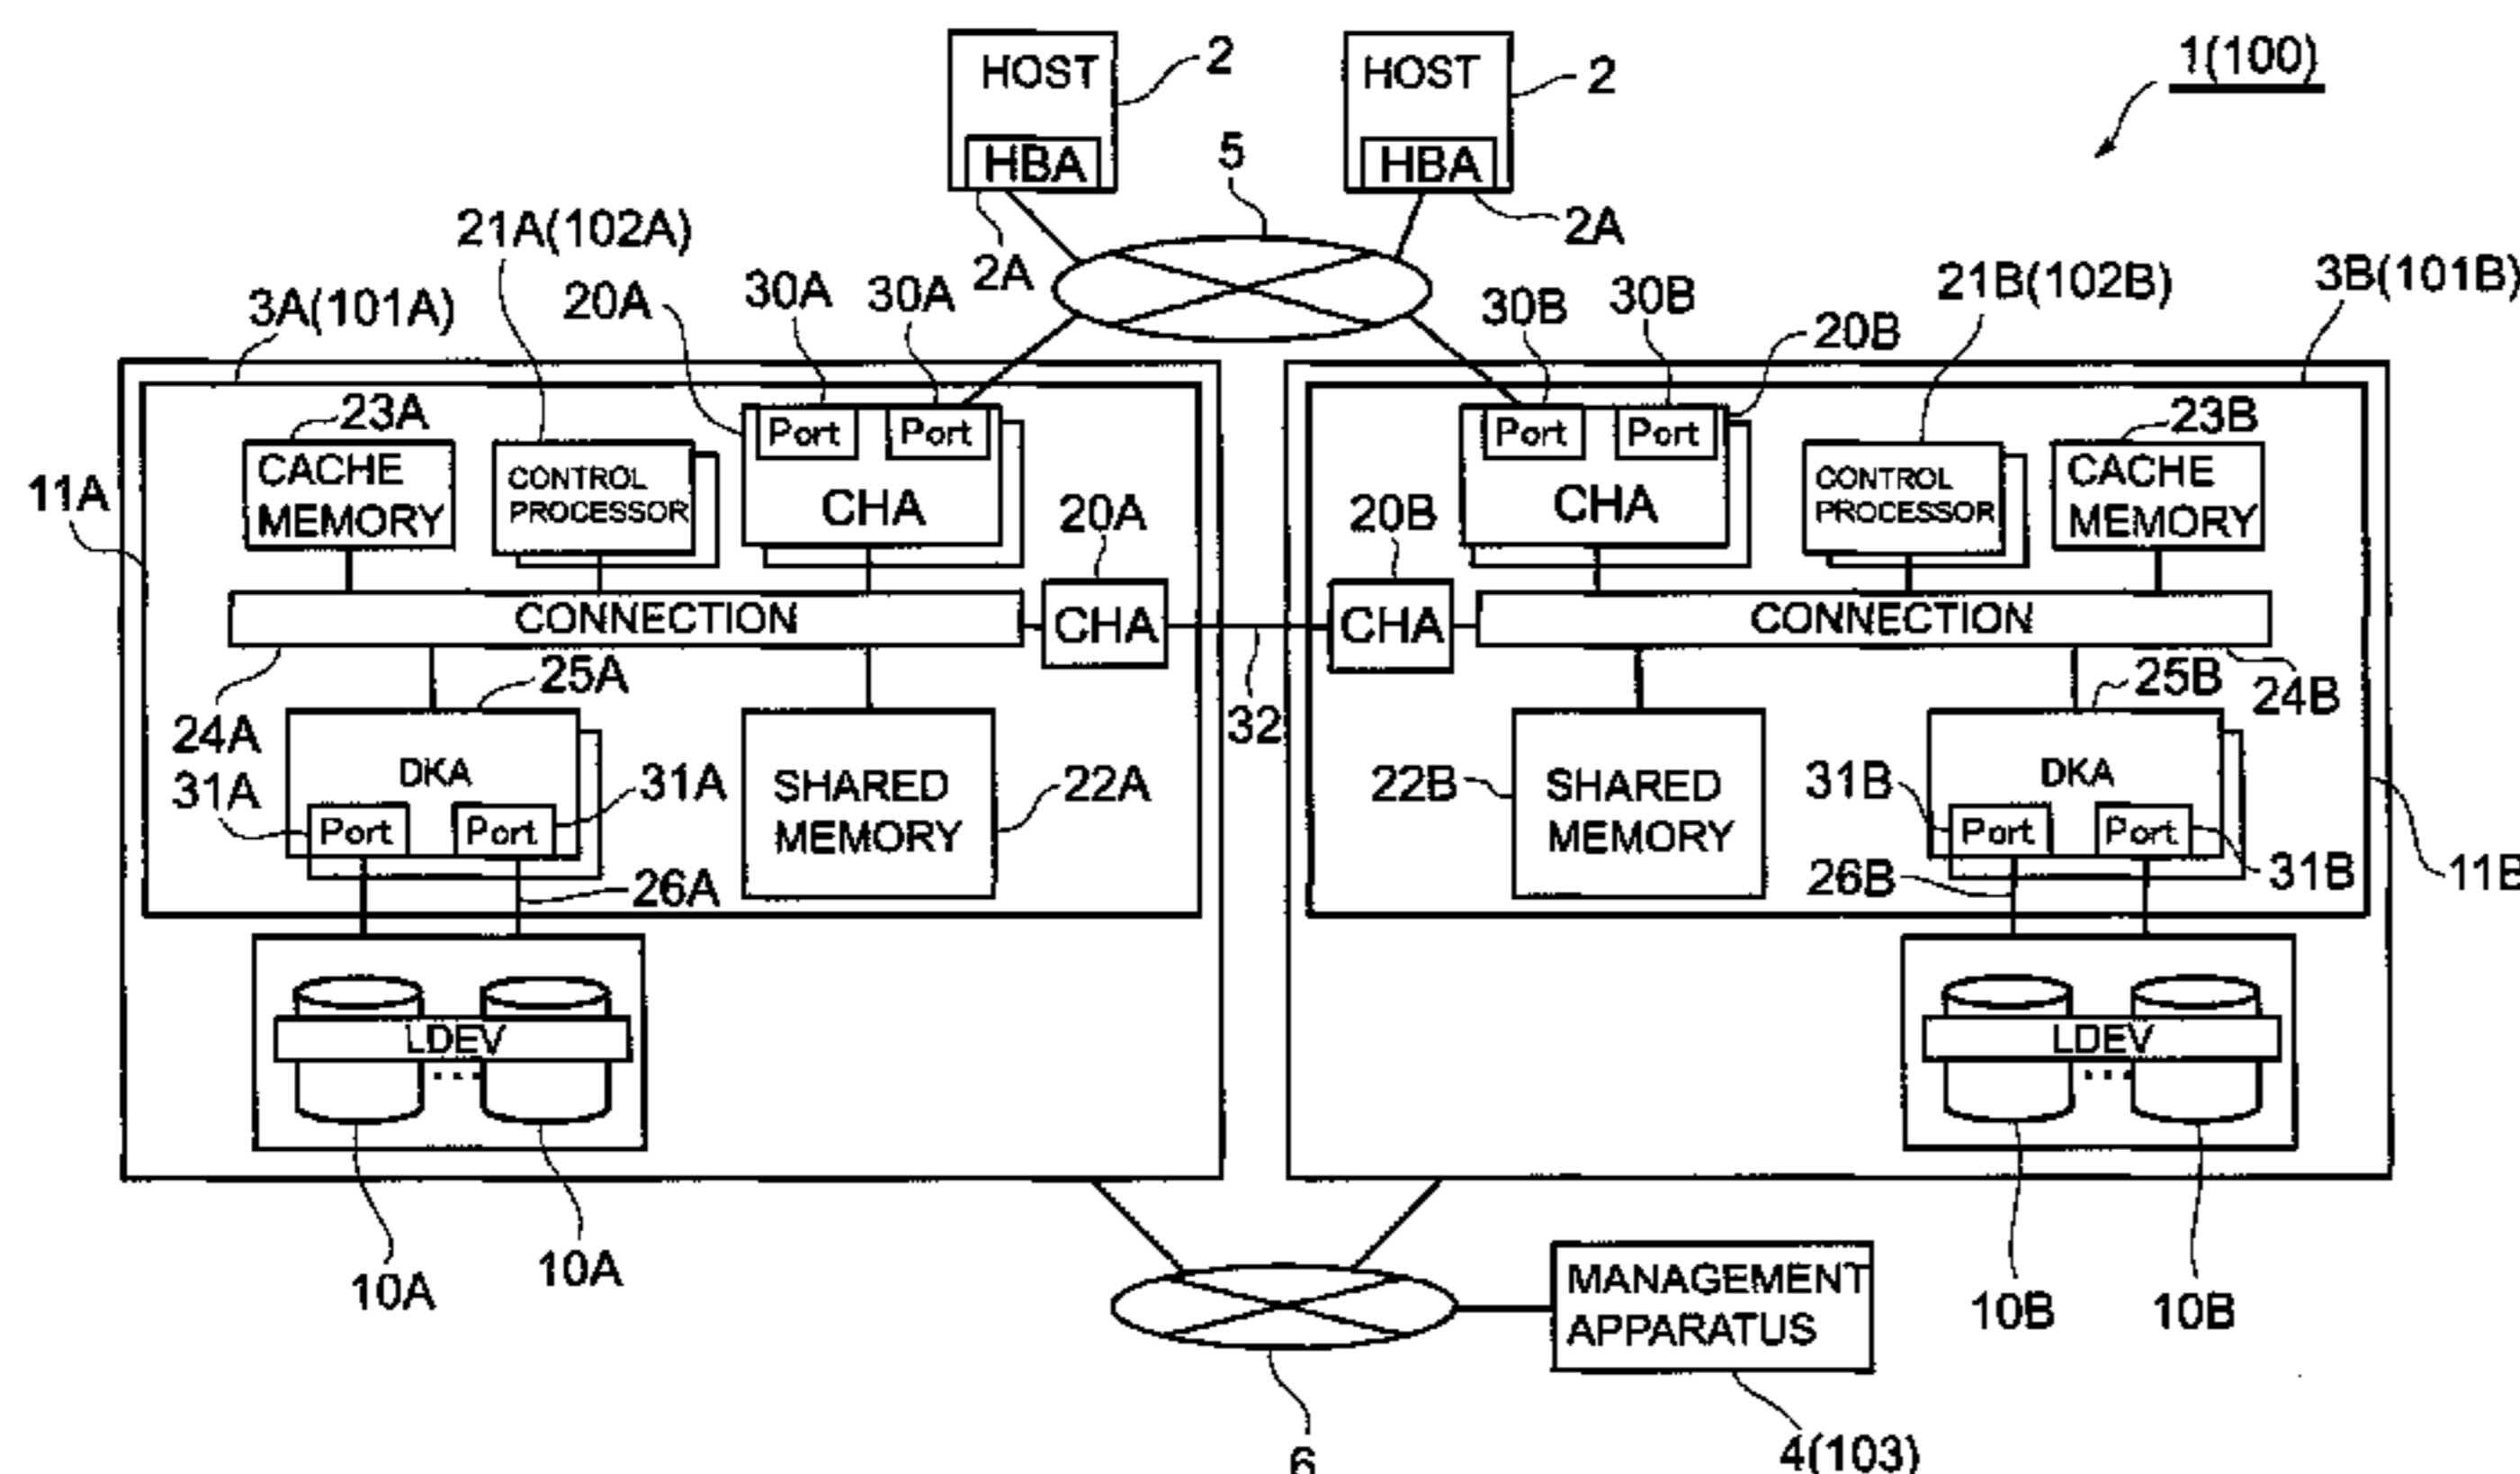 HOST
2
HOST
2
1(100)
HBA
HBA
5
2A
2A
21A(102A)
20A
30A
30A
3A(101A)
30B
30B
21B(102B)
3B(101B)
20B
23A
Port
Port
Port
Port
23B
CACHE
MEMORY
CONTROL
PROCESSOR
CHA
CHA
CONTROL
PROCESSOR
CACHE
MEMORY
11A
20A
20B
CONNECTION
CHA
CHA
CONNECTION
25A
24A
32
25B
24B
DKA
31A
31A
Port
Port
SHARED
MEMORY
22A
22B
SHARED
MEMORY
31B
DKA
Port
Port
31B
11B
26A
26B
LDEV
...
LDEV
...
10A
10A
10B
10B
MANAGEMENT
APPARATUS
6
4(103)